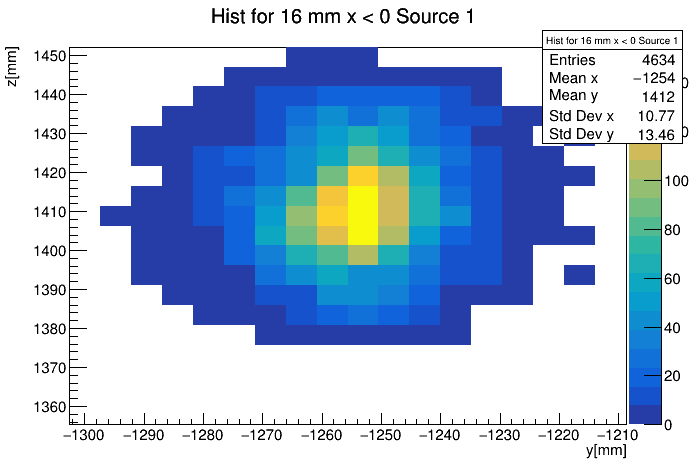 Hist for 16 mm x < 0 Source 1
Hist for 16 mm x < 0 Source 1
Entries 4634
Mean x −1254
Mean y 1412
Std Dev x 10.77
Std Dev y 13.46
z[mm]
1450
1440
1430
1420
1410
1400
1390
1380
1370
1360
−1300 −1290 −1280 −1270 −1260 −1250 −1240 −1230 −1220 −1210
y[mm]
100
80
60
40
20
0